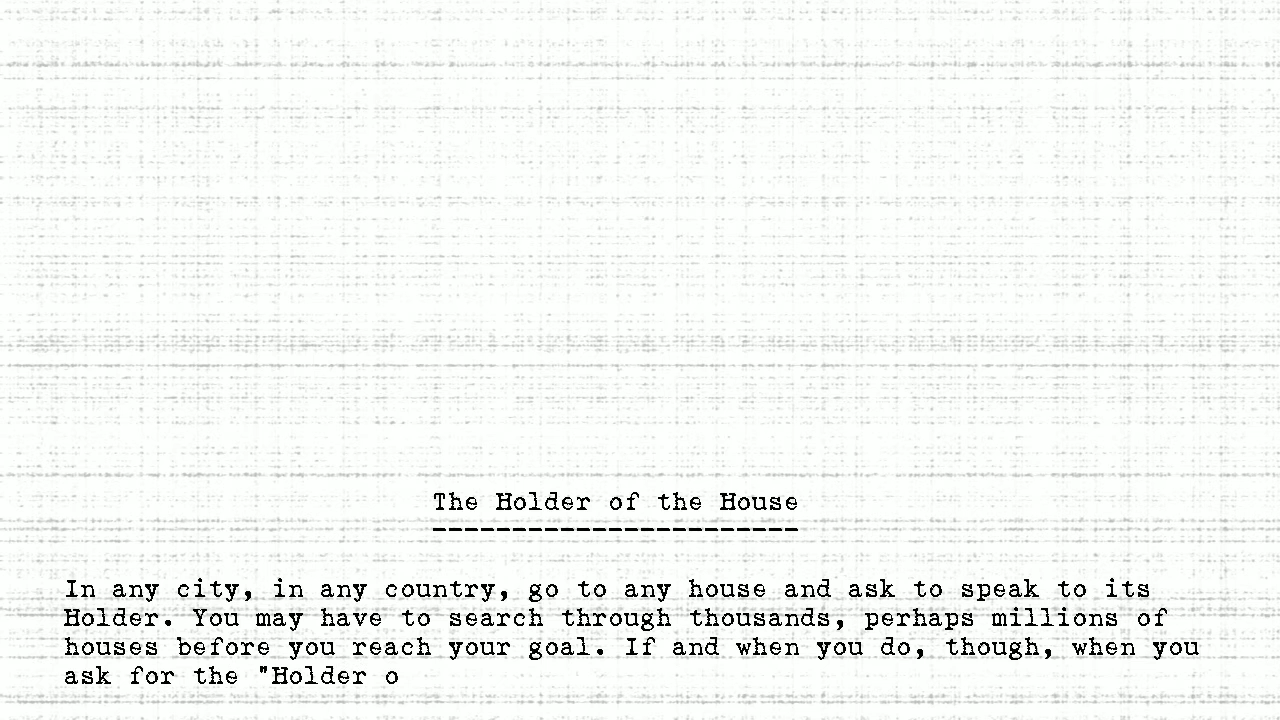 The Holder of the House
-----------------------
In any city, in any country, go to any house and ask to speak to its
Holder. You may have to search through thousands, perhaps millions of
houses before you reach your goal. If and when you do, though, when you
ask for the "Holder o